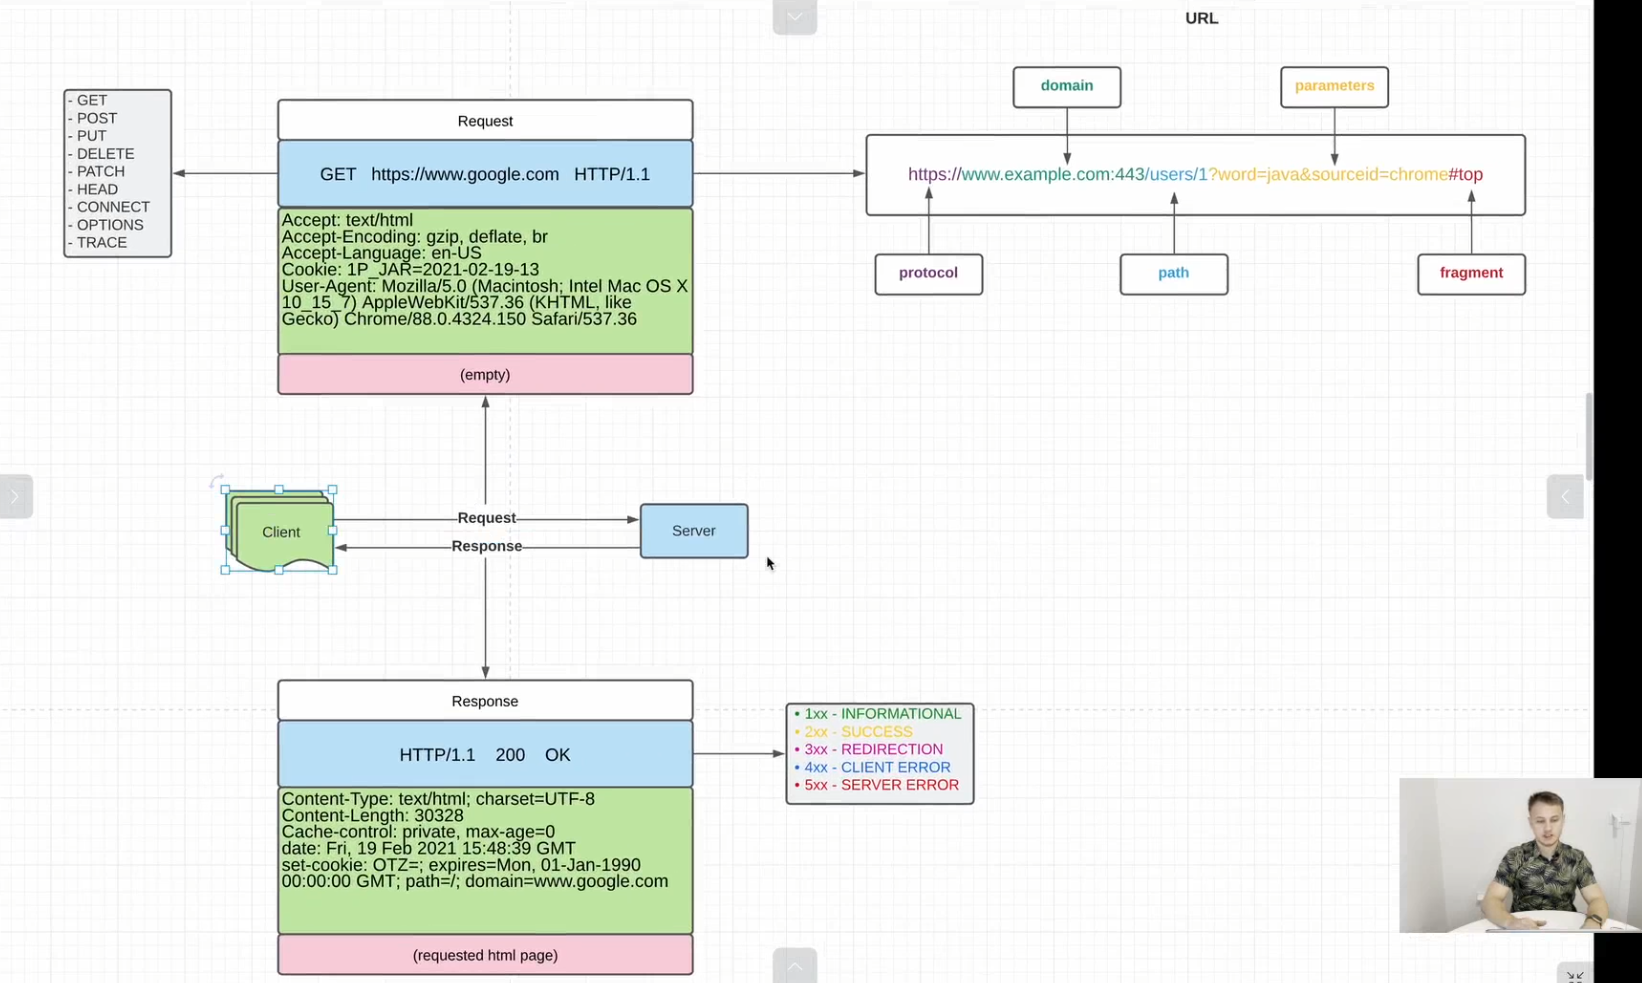 URL
domain
parameters
- GET
- POST
- PUT
- DELETE
- PATCH
- HEAD
- CONNECT
- OPTIONS
- TRACE
Request
GET https://www.google.com HTTP/1.1
https://www.example.com:443/users/1?word=java&sourceid=chrome#top
Accept: text/html
Accept-Encoding: gzip, deflate, br
Accept-Language: en-US
Cookie: 1P_JAR=2021-02-19-13
User-Agent: Mozilla/5.0 (Macintosh; Intel Mac OS X
10_15_7) AppleWebKit/537.36 (KHTML, like
Gecko) Chrome/88.0.4324.150 Safari/537.36
protocol
path
fragment
(empty)
Client
Request
Response
Server
Response
HTTP/1.1 200 OK
• 1xx - INFORMATIONAL
• 2xx - SUCCESS
• 3xx - REDIRECTION
• 4xx - CLIENT ERROR
• 5xx - SERVER ERROR
Content-Type: text/html; charset=UTF-8
Content-Length: 30328
Cache-control: private, max-age=0
date: Fri, 19 Feb 2021 15:48:39 GMT
set-cookie: OTZ=; expires=Mon, 01-Jan-1990
00:00:00 GMT; path=/; domain=www.google.com
(requested html page)